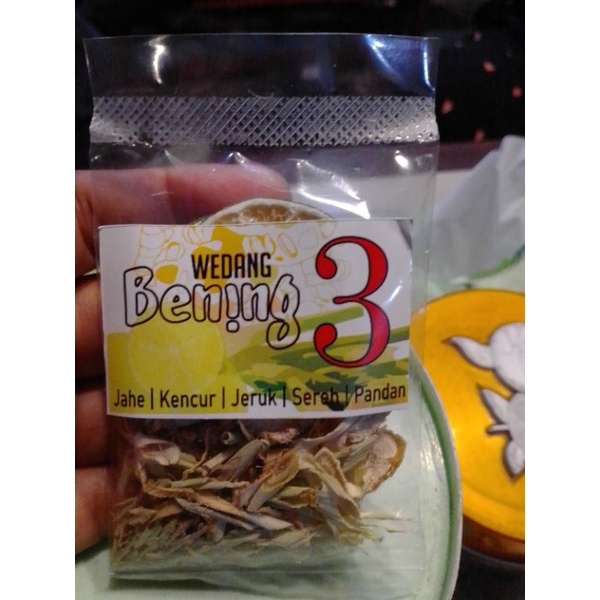 WEDANG
Bening 3
Jahe | Kencur | Jeruk | Sereh | Pandan